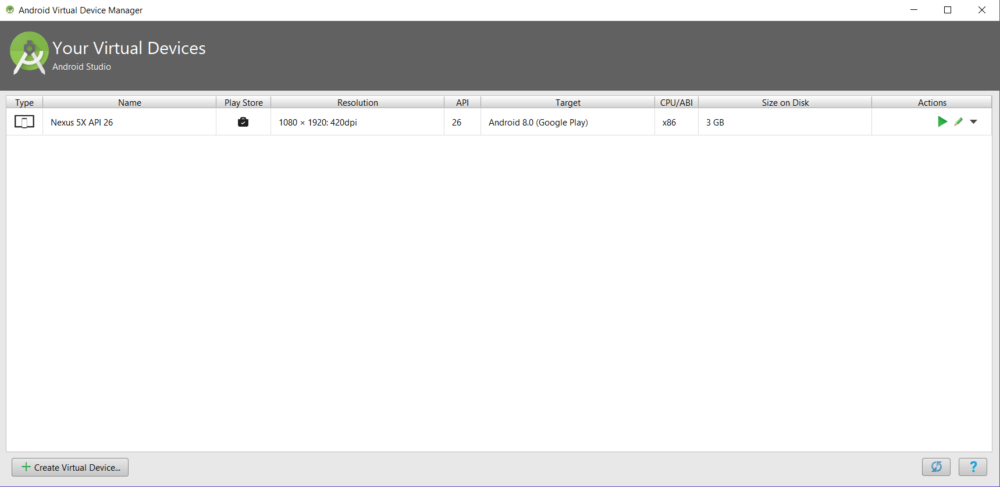 Android Virtual Device Manager
Your Virtual Devices
Android Studio
Type Name Play Store Resolution API Target CPU/ABI Size on Disk Actions
Nexus 5X API 26 1080 × 1920: 420dpi 26 Android 8.0 (Google Play) x86 3 GB
Create Virtual Device...
?